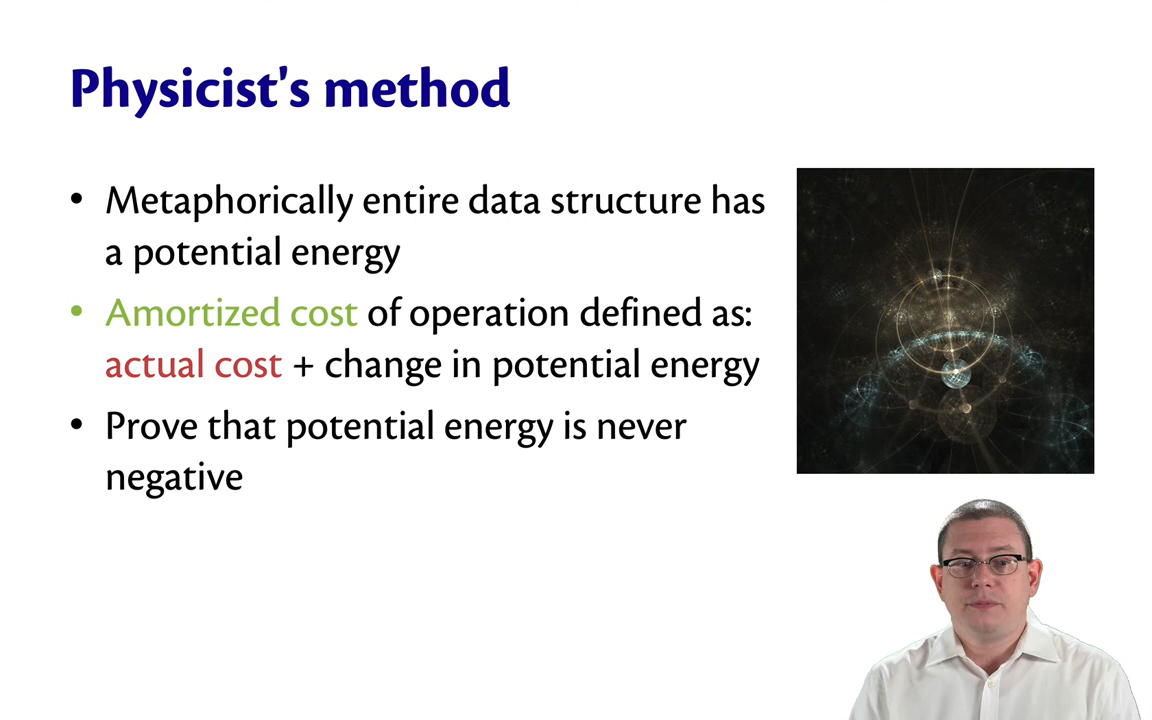 Physicist's method
• Metaphorically entire data structure has
a potential energy
• Amortized cost of operation defined as:
actual cost + change in potential energy
• Prove that potential energy is never
negative